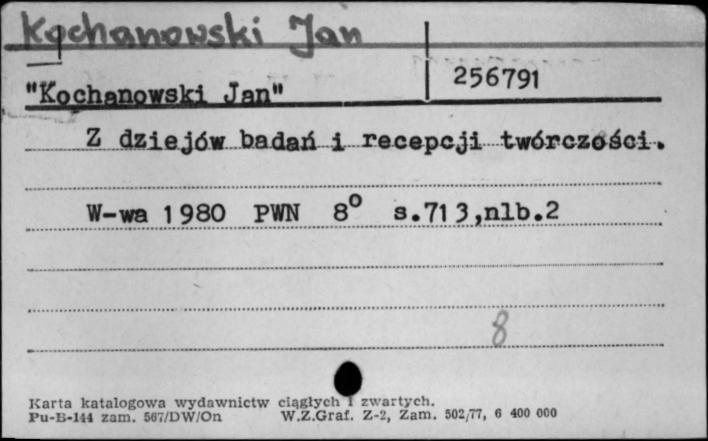 Kochanowski Jan
256791
"Kochanowski Jan"
Z dziejów badań i recepcji twórczości.
W-wa 1980 PWN 8° s.713,nlb.2
8
Karta katalogowa wydawnictw ciągłych i zwartych.
Pu-B-144 zam. 567/DW/On W.Z.Graf. Z-2, Zam. 502/77, 6 400 000